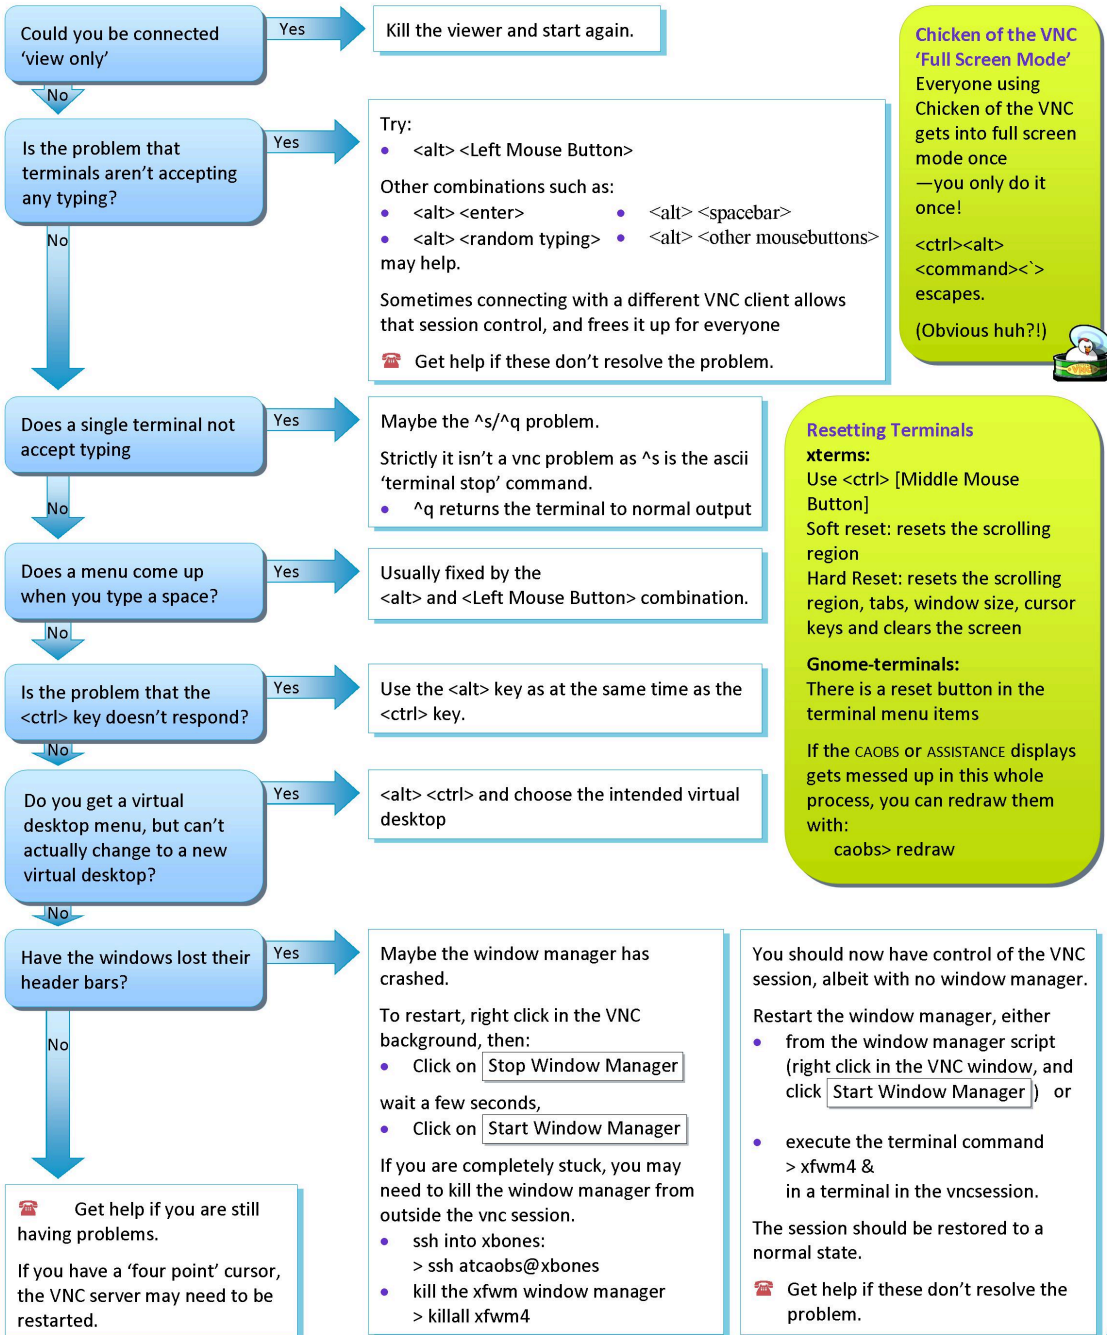 Could you be connected
‘view only’
Yes
Kill the viewer and start again.
No
Is the problem that
terminals aren’t accepting
any typing?
Yes
Try:
• <alt> <Left Mouse Button>
Other combinations such as:
• <alt> <enter> • <alt> <spacebar>
• <alt> <random typing> • <alt> <other mousebuttons>
may help.
Sometimes connecting with a different VNC client allows
that session control, and frees it up for everyone
☎ Get help if these don’t resolve the problem.
No
Chicken of the VNC
‘Full Screen Mode’
Everyone using
Chicken of the VNC
gets into full screen
mode once
—you only do it
once!
<ctrl><alt>
<command><`>
escapes.
(Obvious huh?!)
Does a single terminal not
accept typing
Yes
Maybe the ^s/^q problem.
Strictly it isn’t a vnc problem as ^s is the ascii
‘terminal stop’ command.
• ^q returns the terminal to normal output
No
Does a menu come up
when you type a space?
Yes
Usually fixed by the
<alt> and <Left Mouse Button> combination.
No
Is the problem that the
<ctrl> key doesn’t respond?
Yes
Use the <alt> key as at the same time as the
<ctrl> key.
No
Do you get a virtual
desktop menu, but can’t
actually change to a new
virtual desktop?
Yes
<alt> <ctrl> and choose the intended virtual
desktop
No
Resetting Terminals
xterms:
Use <ctrl> [Middle Mouse
Button]
Soft reset: resets the scrolling
region
Hard Reset: resets the scrolling
region, tabs, window size, cursor
keys and clears the screen
Gnome-terminals:
There is a reset button in the
terminal menu items
If the CAOBS or ASSISTANCE displays
gets messed up in this whole
process, you can redraw them
with:
caobs> redraw
Have the windows lost their
header bars?
Yes
Maybe the window manager has
crashed.
To restart, right click in the VNC
background, then:
• Click on Stop Window Manager
wait a few seconds,
• Click on Start Window Manager
If you are completely stuck, you may
need to kill the window manager from
outside the vnc session.
• ssh into xbones:
> ssh atcaobs@xbones
• kill the xfwm window manager
> killall xfwm4
You should now have control of the VNC
session, albeit with no window manager.
Restart the window manager, either
• from the window manager script
(right click in the VNC window, and
click Start Window Manager ) or
• execute the terminal command
> xfwm4 &
in a terminal in the vncsession.
The session should be restored to a
normal state.
☎ Get help if these don’t resolve the
problem.
No
☎ Get help if you are still
having problems.
If you have a ‘four point’ cursor,
the VNC server may need to be
restarted.